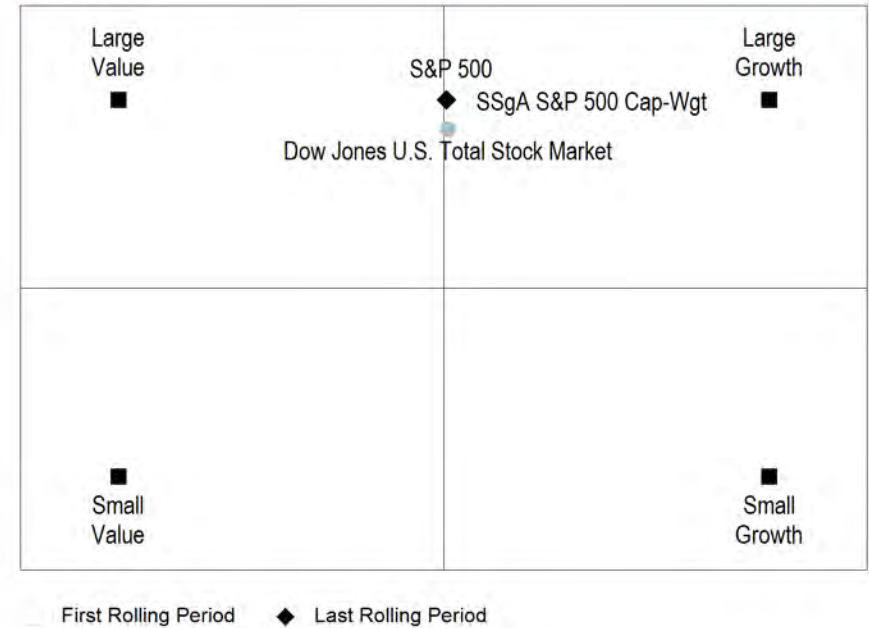 Large
Value
S&P 500
Large
Growth
SSgA S&P 500 Cap-Wgt
Dow Jones U.S. Total Stock Market
Small
Value
Small
Growth
First Rolling Period
Last Rolling Period